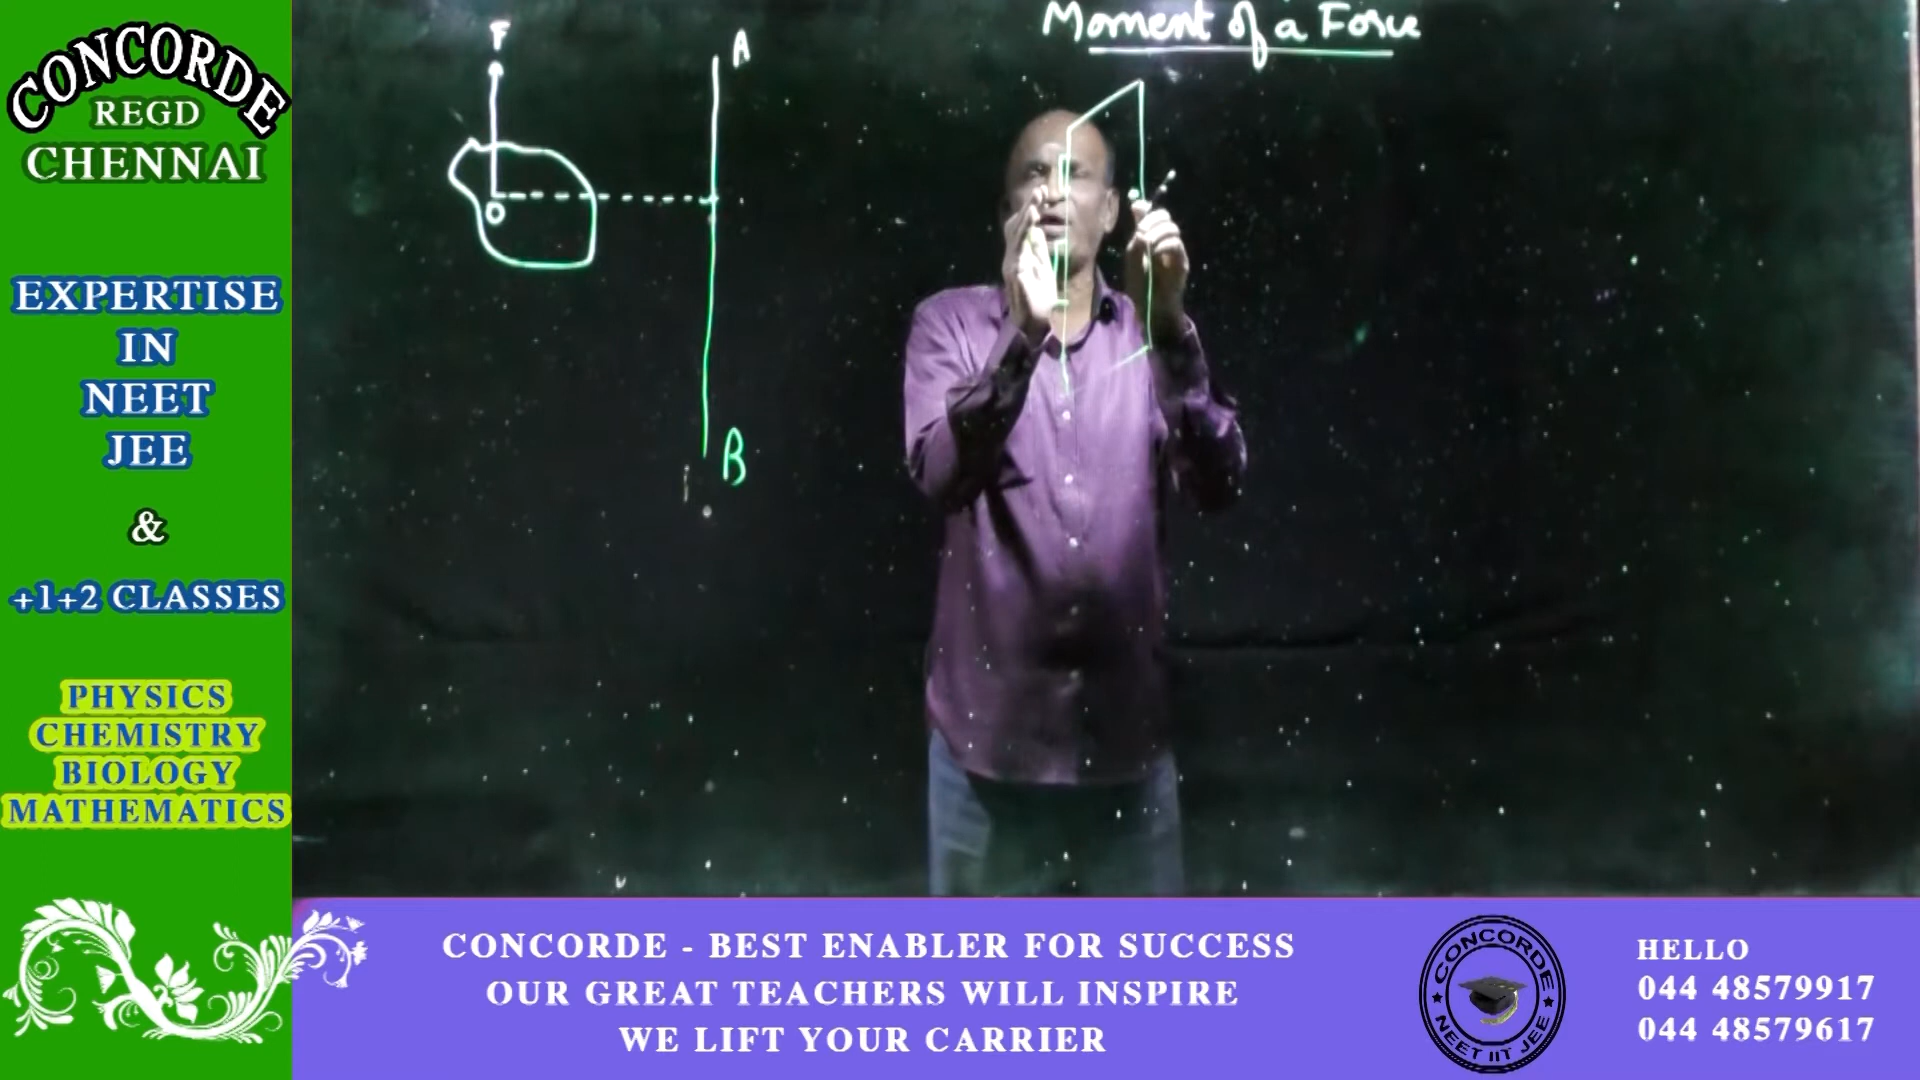 CONCORDE
REGD
CHENNAI
EXPERTISE
IN
NEET
JEE
&
+1+2 CLASSES
PHYSICS
CHEMISTRY
BIOLOGY
MATHEMATICS
Moment of a Force
F
A
O
B
CONCORDE - BEST ENABLER FOR SUCCESS
OUR GREAT TEACHERS WILL INSPIRE
WE LIFT YOUR CARRIER
CONCORDE
NEET IIT JEE
HELLO
044 48579917
044 48579617